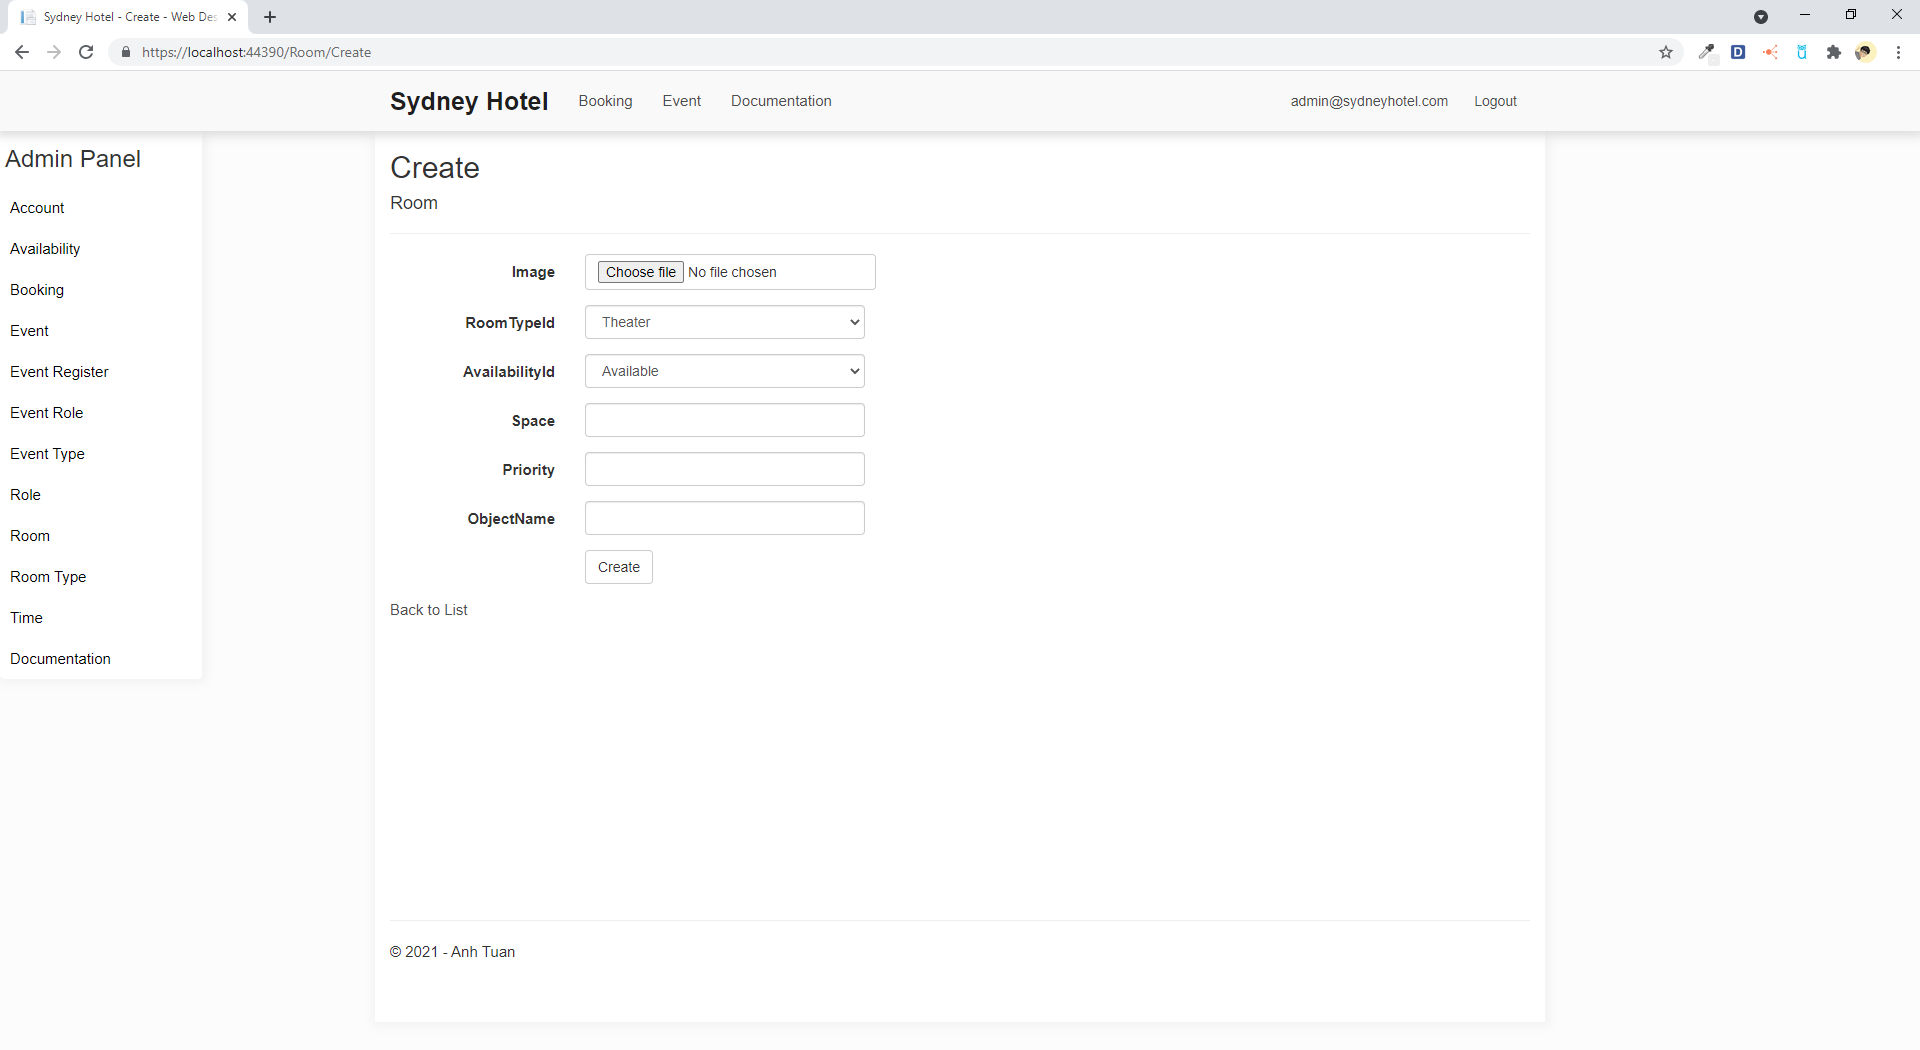 Sydney Hotel - Create - Web Des
https://localhost:44390/Room/Create
Sydney Hotel Booking Event Documentation admin@sydneyhotel.com Logout
Admin Panel
Account
Availability
Booking
Event
Event Register
Event Role
Event Type
Role
Room
Room Type
Time
Documentation
Create
Room
Image Choose file No file chosen
RoomTypeId Theater
AvailabilityId Available
Space
Priority
ObjectName
Create
Back to List
© 2021 - Anh Tuan